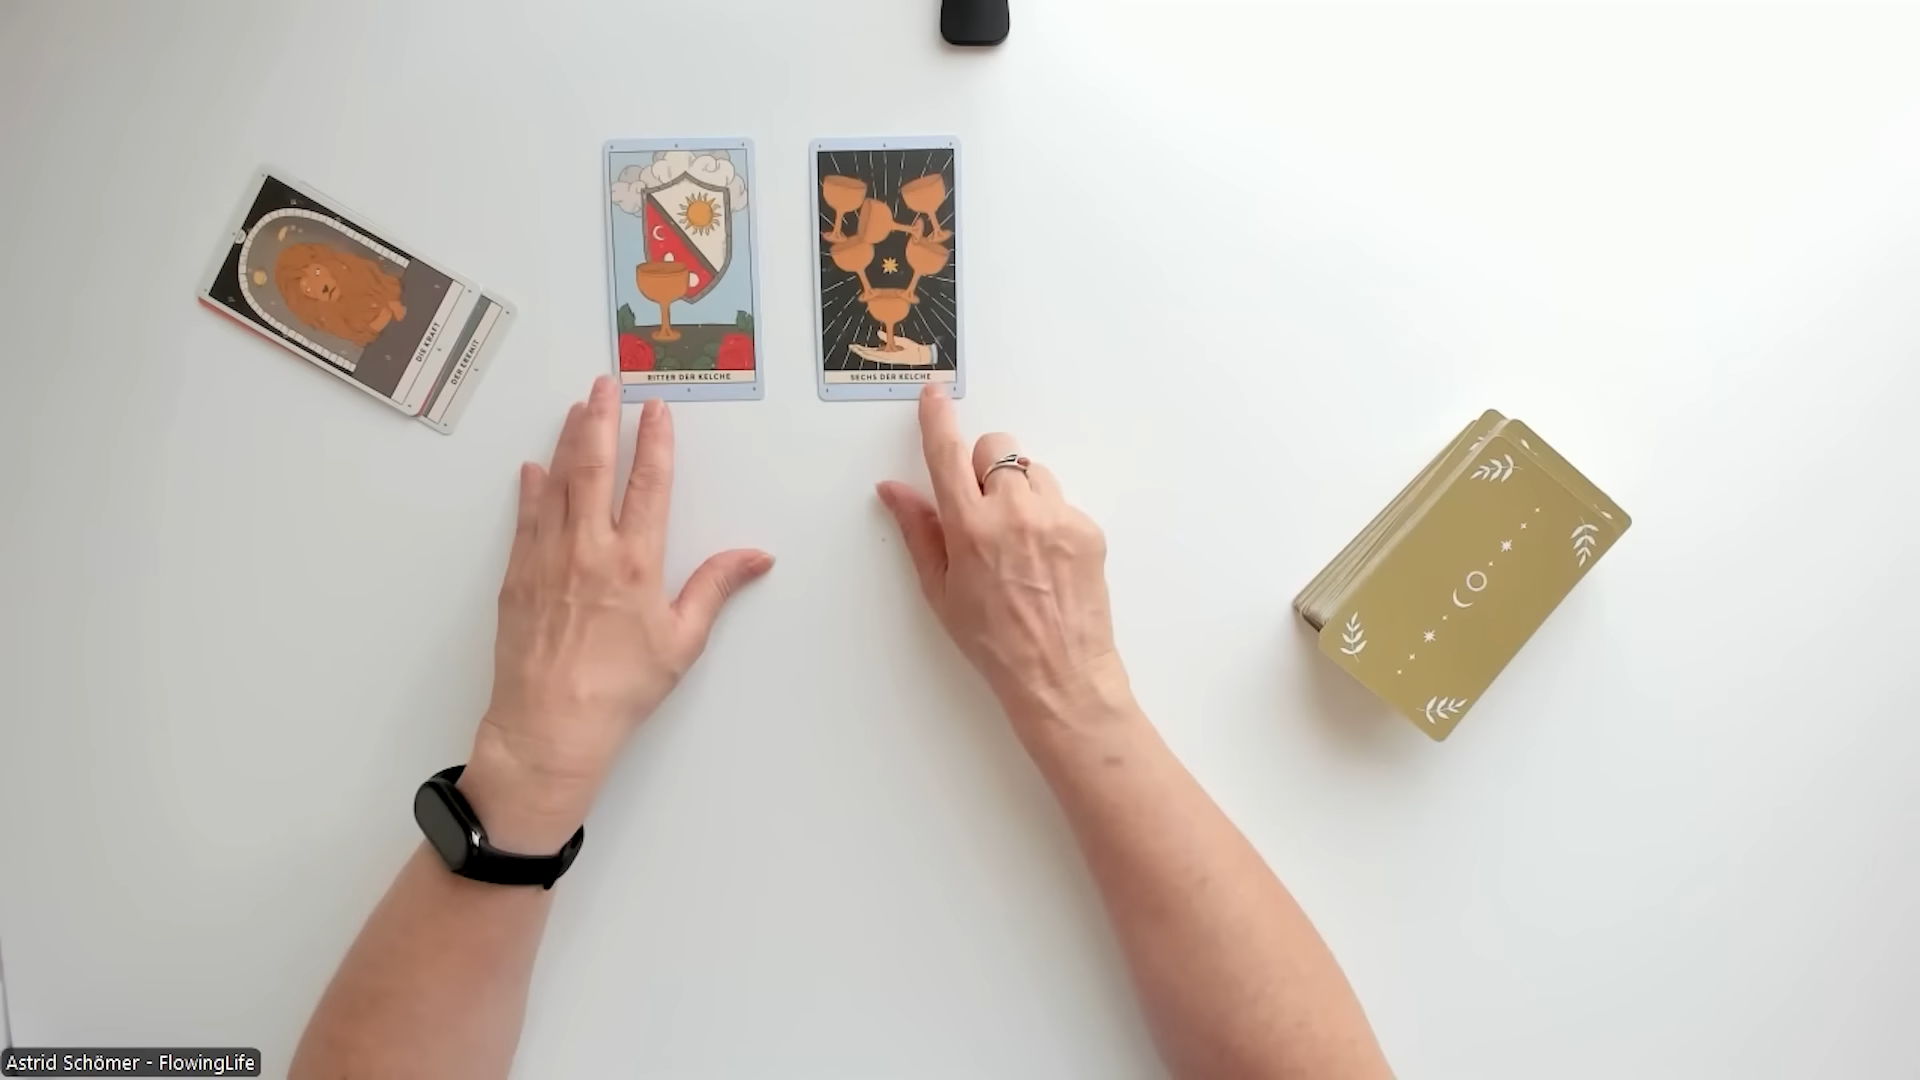 DIE KRAFT
DER EREMIT
RITTER DER KELCHE
SECHS DER KELCHE
Astrid Schömer - FlowingLife